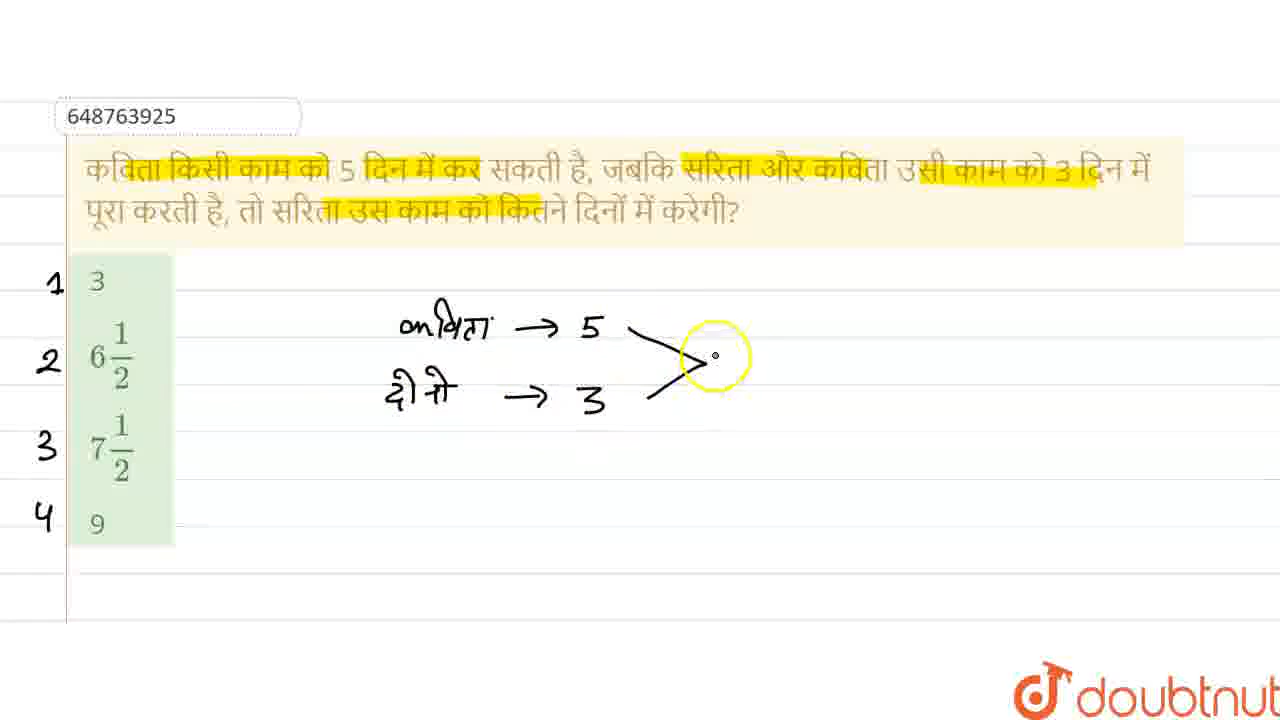 648763925
कविता किसी काम को 5 दिन में कर सकती है, जबकि सरिता और कविता उसी काम को 3 दिन में
पूरा करती है, तो सरिता उस काम को कितने दिनों में करेगी?
1 3
2 6 1/2
3 7 1/2
4 9
कविता → 5
दोनो → 3
doubtnut